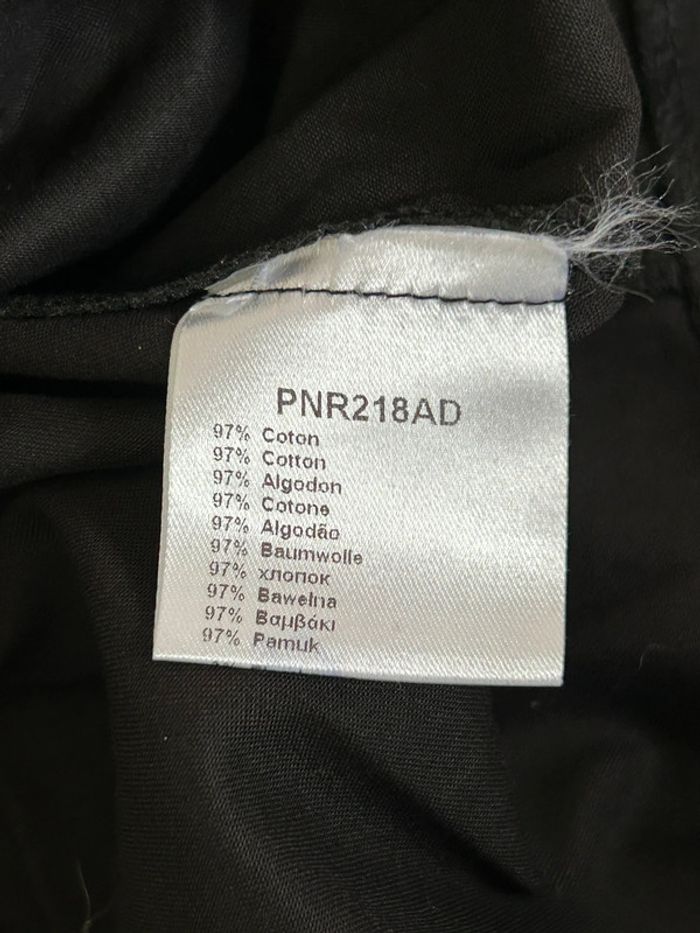 PNR218AD
97% Coton
97% Cotton
97% Algodon
97% Cotone
97% Algodão
97% Baumwolle
97% хлопок
97% Bawełna
97% Βαμβάκι
97% Pamuk